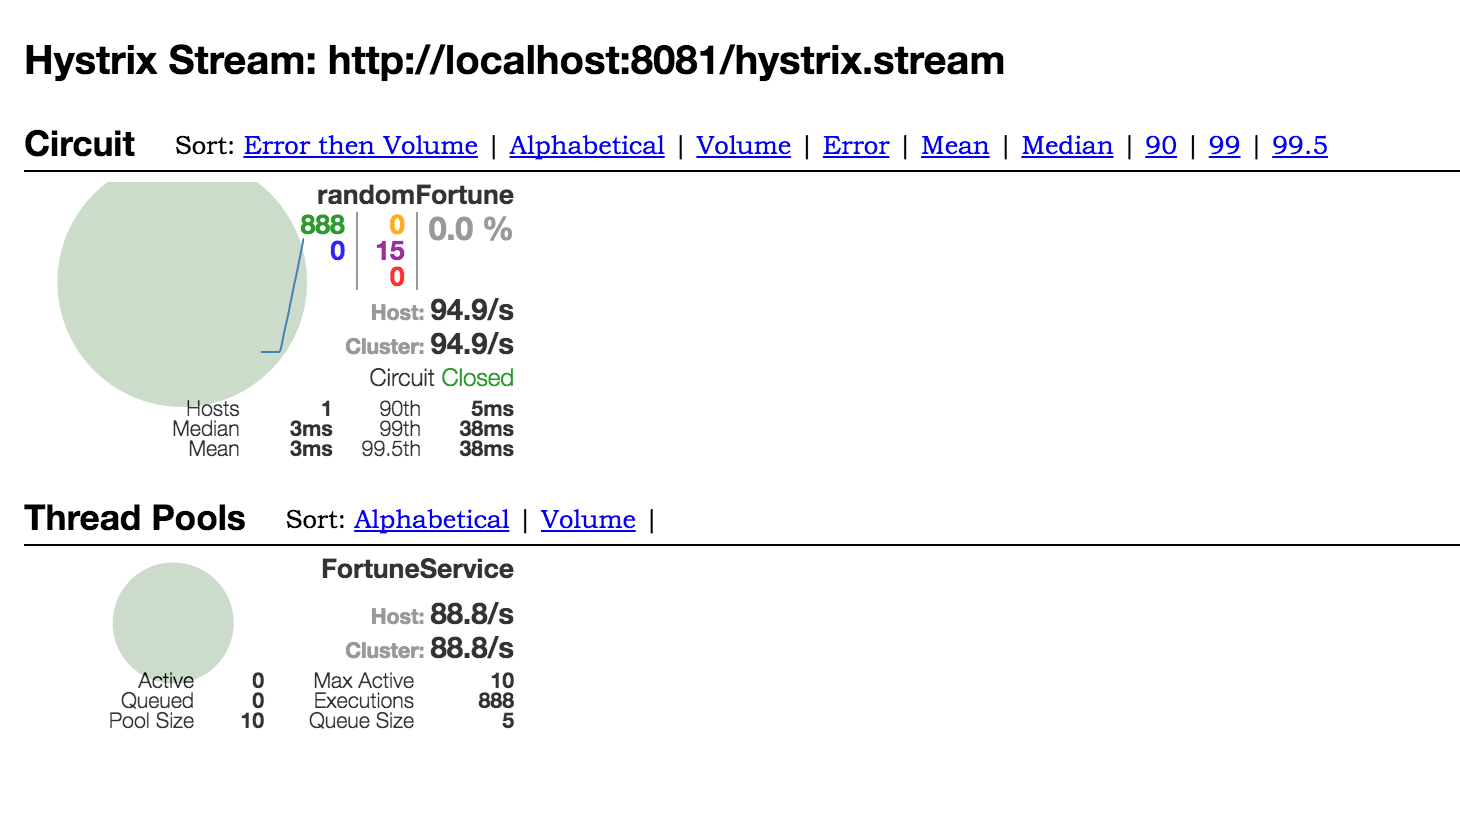 Hystrix Stream: http://localhost:8081/hystrix.stream
Circuit Sort: Error then Volume | Alphabetical | Volume | Error | Mean | Median | 90 | 99 | 99.5
randomFortune
888 0 0.0 %
0 15
0
Host: 94.9/s
Cluster: 94.9/s
Circuit Closed
Hosts 1 90th 5ms
Median 3ms 99th 38ms
Mean 3ms 99.5th 38ms
Thread Pools Sort: Alphabetical | Volume |
FortuneService
Host: 88.8/s
Cluster: 88.8/s
Active 0 Max Active 10
Queued 0 Executions 888
Pool Size 10 Queue Size 5